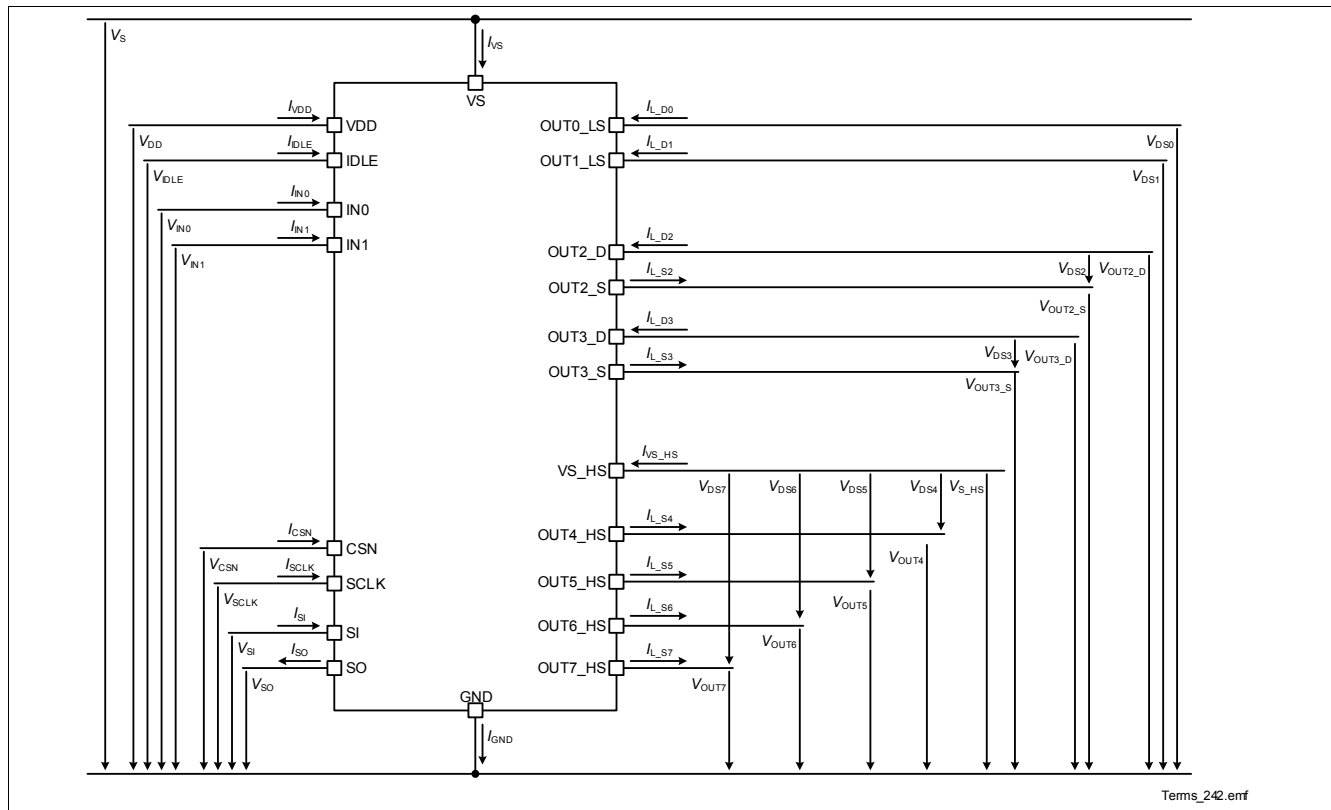 VS
IVS
VS
IVDD
VDD
OUT0_LS
IL_D0
VDD
IIDLE
IDLE
OUT1_LS
IL_D1
VDS0
VIDLE
VDS1
IIN0
IN0
VIN0
IIN1
IN1
VIN1
OUT2_D
IL_D2
VDS2
VOUT2_D
OUT2_S
IL_S2
VOUT2_S
OUT3_D
IL_D3
VDS3
VOUT3_D
OUT3_S
IL_S3
VOUT3_S
VS_HS
IVS_HS
VDS7
VDS6
VDS5
VDS4
VS_HS
ICSN
CSN
OUT4_HS
IL_S4
VCSN
VOUT4
ISCLK
SCLK
OUT5_HS
IL_S5
VSCLK
VOUT5
ISI
SI
OUT6_HS
IL_S6
VSI
VOUT6
ISO
SO
OUT7_HS
IL_S7
VSO
VOUT7
GND
IGND
Terms_242.emf